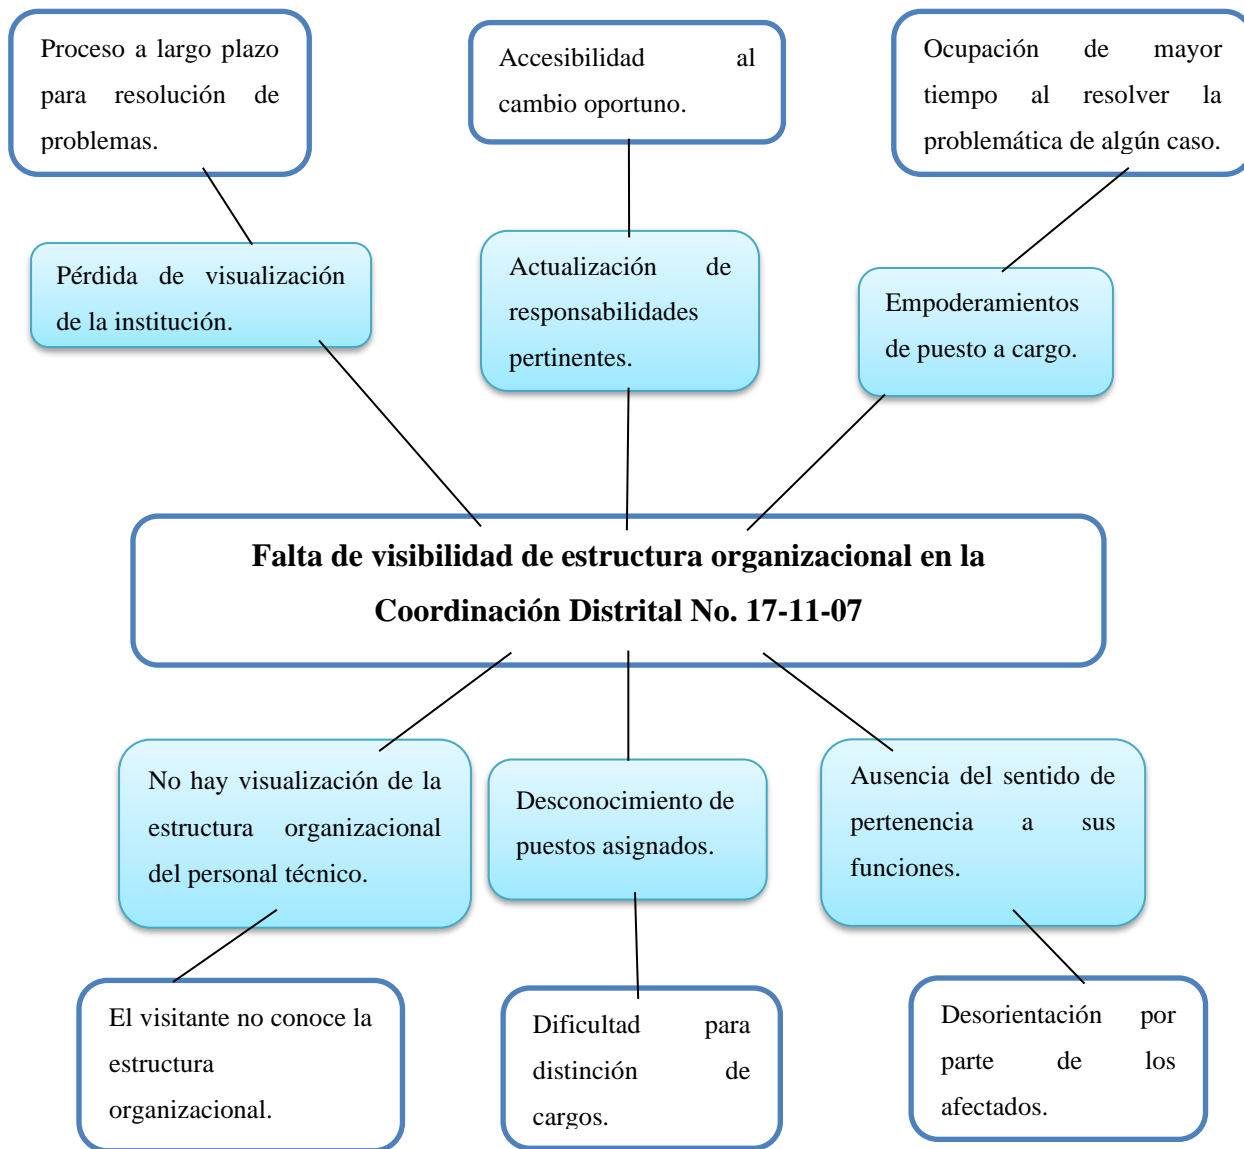 Proceso a largo plazo
para resolución de
problemas.
Accesibilidad al
cambio oportuno.
Ocupación de mayor
tiempo al resolver la
problemática de algún caso.
Pérdida de visualización
de la institución.
Actualización de
responsabilidades
pertinentes.
Empoderamientos
de puesto a cargo.
Falta de visibilidad de estructura organizacional en la
Coordinación Distrital No. 17-11-07
No hay visualización de la
estructura organizacional
del personal técnico.
Desconocimiento de
puestos asignados.
Ausencia del sentido de
pertenencia a sus
funciones.
El visitante no conoce la
estructura
organizacional.
Dificultad para
distinción de
cargos.
Desorientación por
parte de los
afectados.